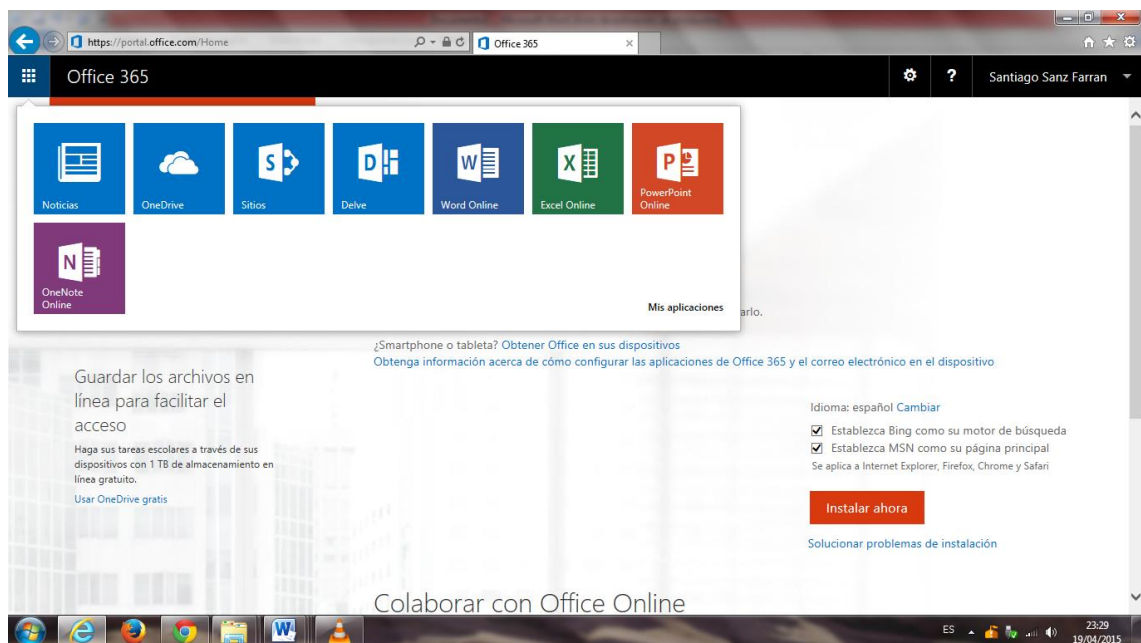 https://portal.office.com/Home
Office 365
Office 365
?
Santiago Sanz Farran
Noticias
OneDrive
S
Sitios
D
Delve
W
Word Online
X
Excel Online
P
PowerPoint
Online
N
OneNote
Online
Mis aplicaciones
arlo.
¿Smartphone o tableta? Obtener Office en sus dispositivos
Obtenga información acerca de cómo configurar las aplicaciones de Office 365 y el correo electrónico en el dispositivo
Guardar los archivos en
línea para facilitar el
acceso
Haga sus tareas escolares a través de sus
dispositivos con 1 TB de almacenamiento en
línea gratuito.
Usar OneDrive gratis
Idioma: español Cambiar
Establezca Bing como su motor de búsqueda
Establezca MSN como su página principal
Se aplica a Internet Explorer, Firefox, Chrome y Safari
Instalar ahora
Solucionar problemas de instalación
Colaborar con Office Online
W
ES
23:29
19/04/2015